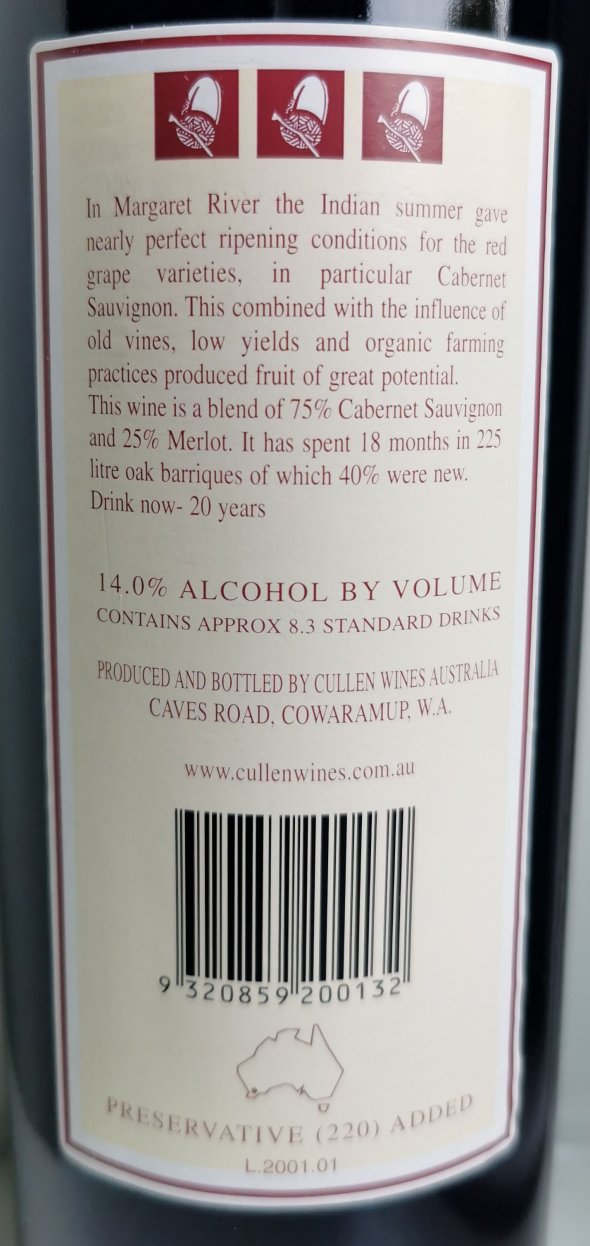 In Margaret River the Indian summer gave
nearly perfect ripening conditions for the red
grape varieties, in particular Cabernet
Sauvignon. This combined with the influence of
old vines, low yields and organic farming
practices produced fruit of great potential.
This wine is a blend of 75% Cabernet Sauvignon
and 25% Merlot. It has spent 18 months in 225
litre oak barriques of which 40% were new.
Drink now- 20 years
14.0% ALCOHOL BY VOLUME
CONTAINS APPROX 8.3 STANDARD DRINKS
PRODUCED AND BOTTLED BY CULLEN WINES AUSTRALIA
CAVES ROAD, COWARAMUP, W.A.
www.cullenwines.com.au
9 320859 200132
PRESERVATIVE (220) ADDED
L.2001.01